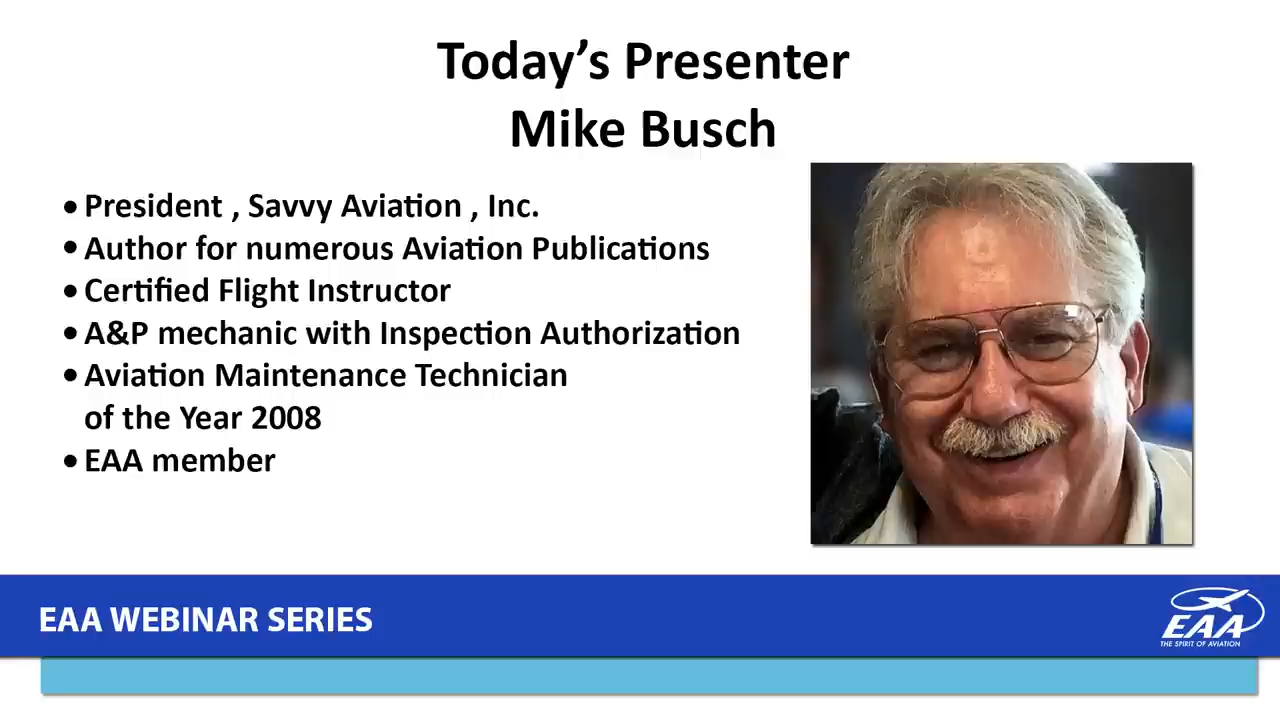 Today’s Presenter
Mike Busch
• President , Savvy Aviation , Inc.
• Author for numerous Aviation Publications
• Certified Flight Instructor
• A&P mechanic with Inspection Authorization
• Aviation Maintenance Technician
of the Year 2008
• EAA member
EAA WEBINAR SERIES
EAA
THE SPIRIT OF AVIATION